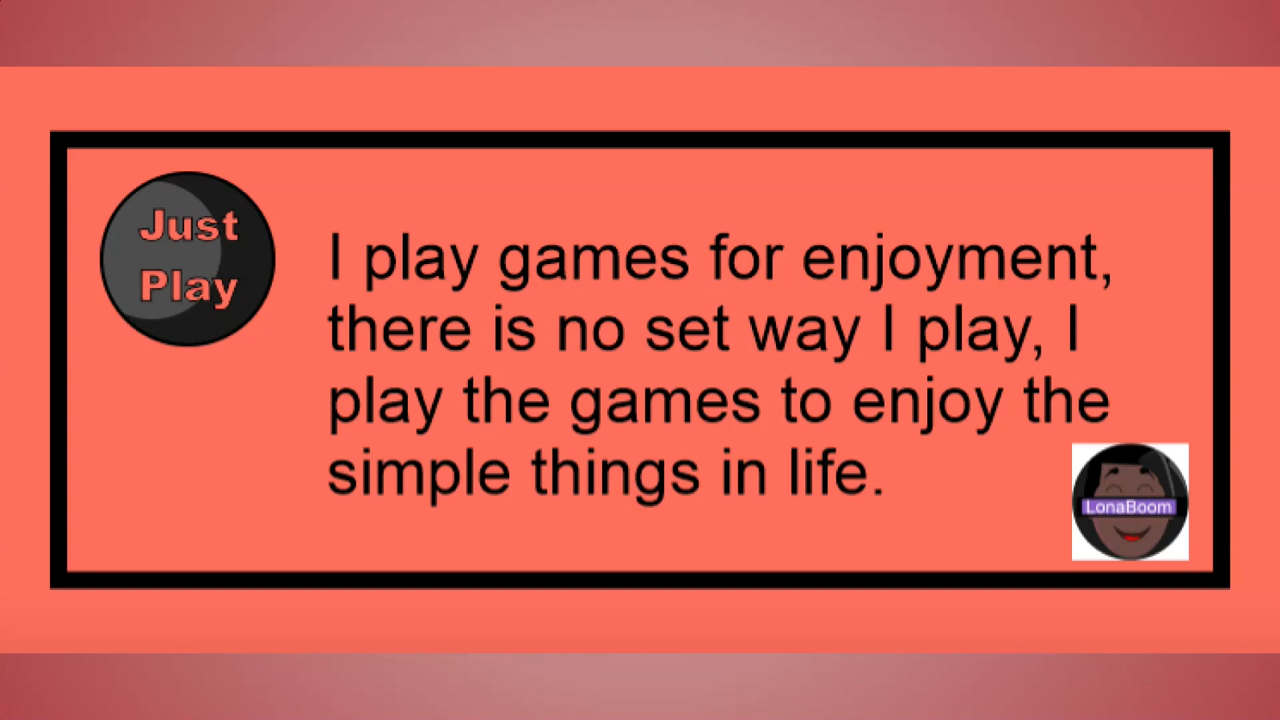 Just
Play
I play games for enjoyment,
there is no set way I play, I
play the games to enjoy the
simple things in life.
LonaBoom